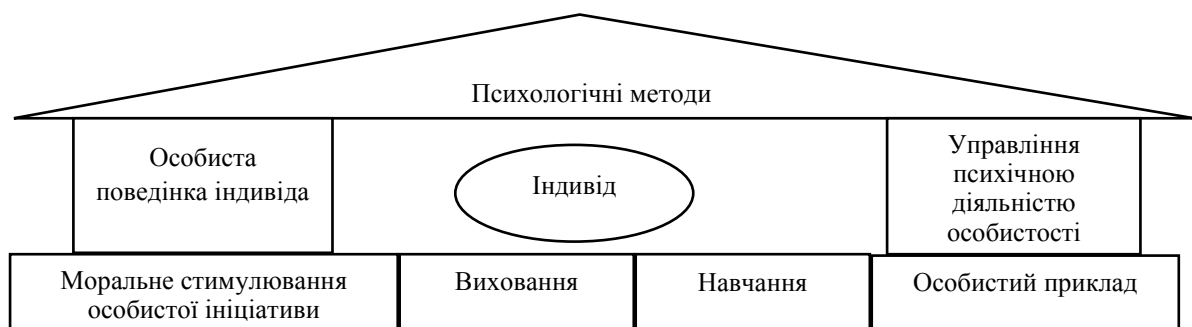 Психологічні методи
Особиста
поведінка індивіда
Індивід
Управління
психічною
діяльністю
особистості
Моральне стимулювання
особистої ініціативи
Виховання
Навчання
Особистий приклад